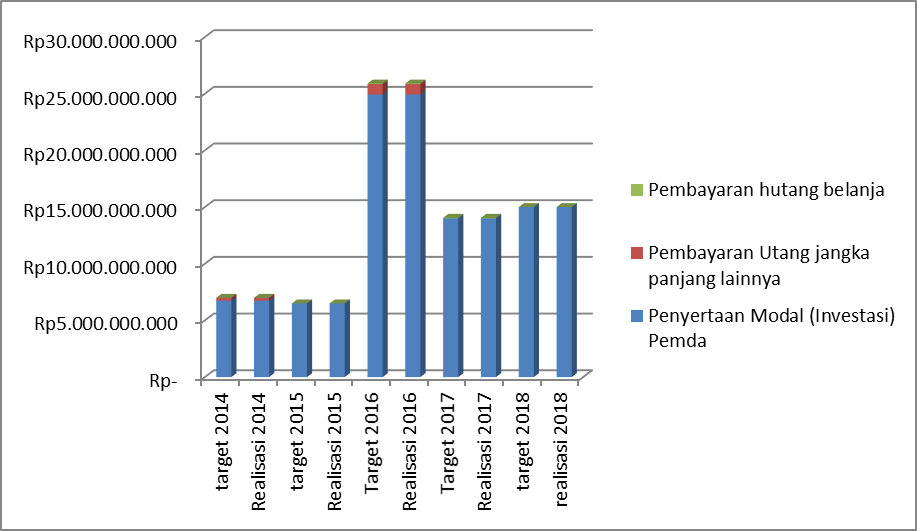 Rp30.000.000.000
Rp25.000.000.000
Rp20.000.000.000
Rp15.000.000.000
Rp10.000.000.000
Rp5.000.000.000
Rp-
target 2014
Realisasi 2014
target 2015
Realisasi 2015
Target 2016
Realisasi 2016
Target 2017
Realisasi 2017
target 2018
realisasi 2018
Pembayaran hutang belanja
Pembayaran Utang jangka
panjang lainnya
Penyertaan Modal (Investasi)
Pemda